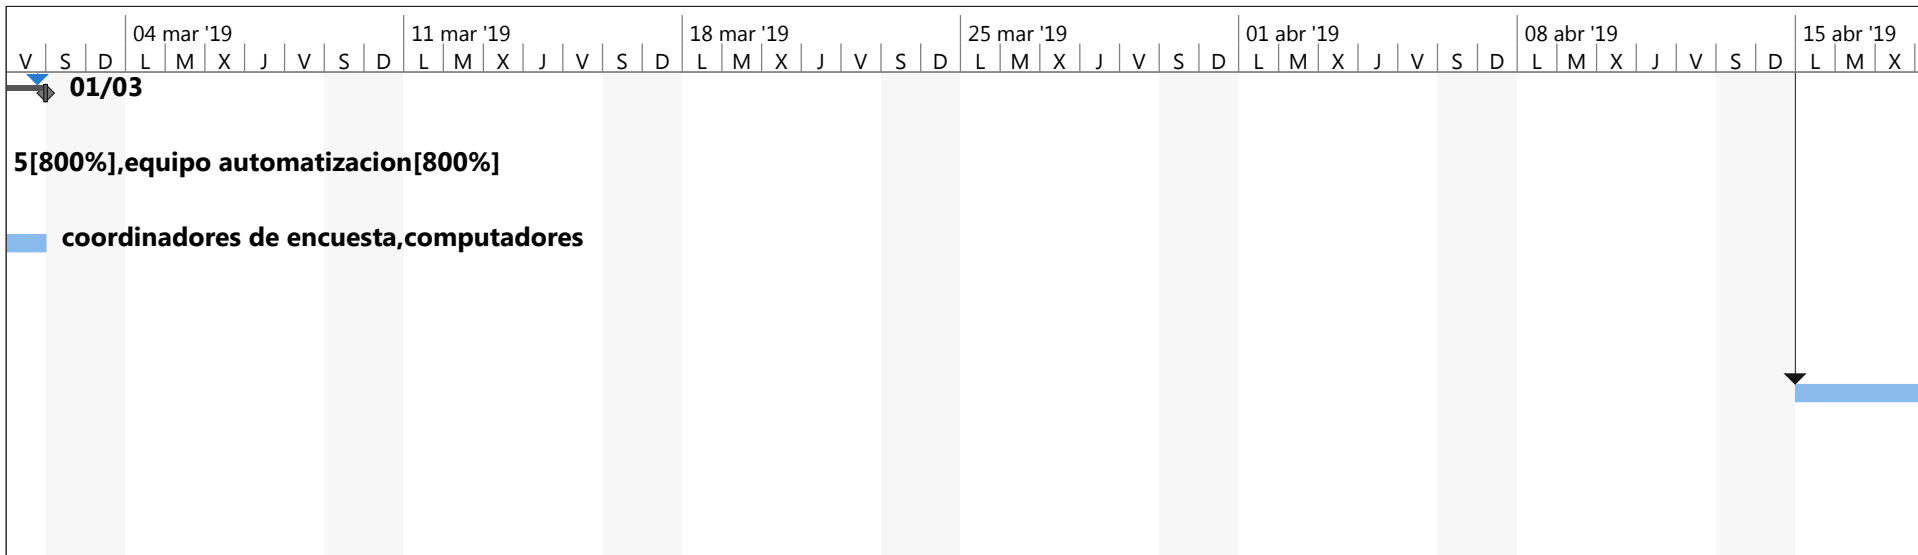 04 mar '19 11 mar '19 18 mar '19 25 mar '19 01 abr '19 08 abr '19 15 abr '19
V S D L M X J V S D L M X J V S D L M X J V S D L M X J V S D L M X J V S D L M X J V S D L M X
01/03
5[800%],equipo automatizacion[800%]
coordinadores de encuesta,computadores